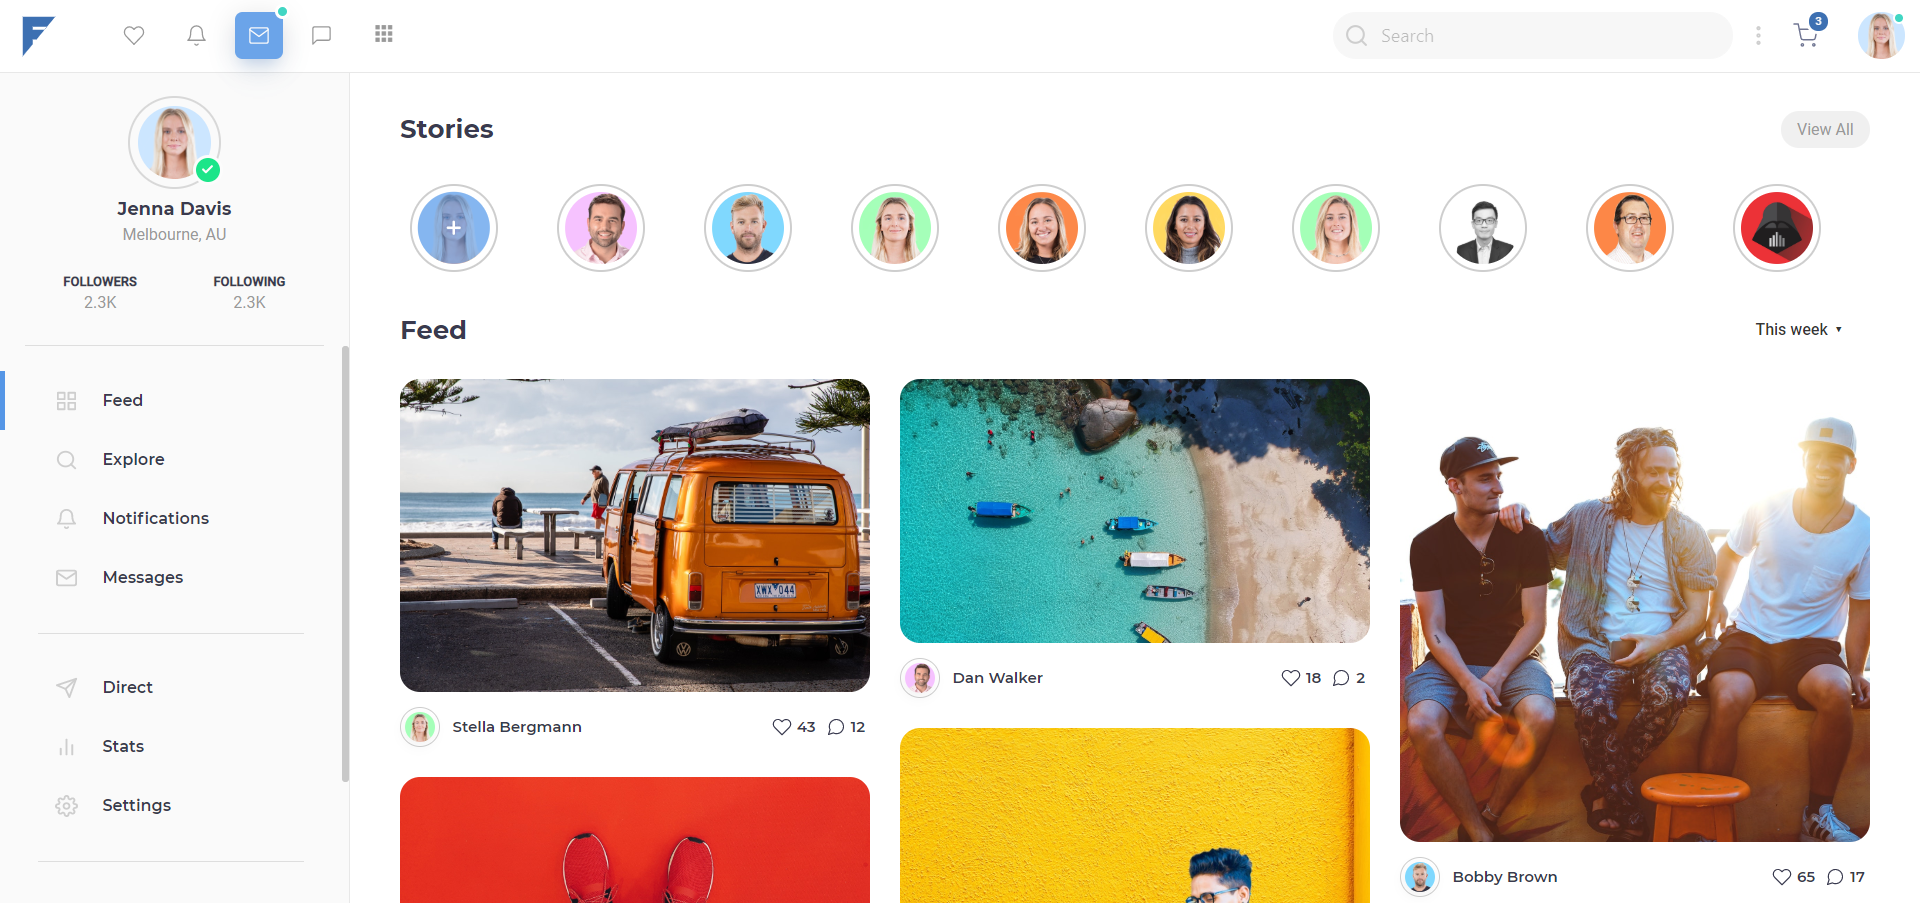 Search
3
Jenna Davis
Melbourne, AU
FOLLOWERS
2.3K
FOLLOWING
2.3K
Feed
Explore
Notifications
Messages
Direct
Stats
Settings
Stories
View All
Feed
This week
XWX 044
Stella Bergmann
43 12
Dan Walker
18 2
Bobby Brown
65 17